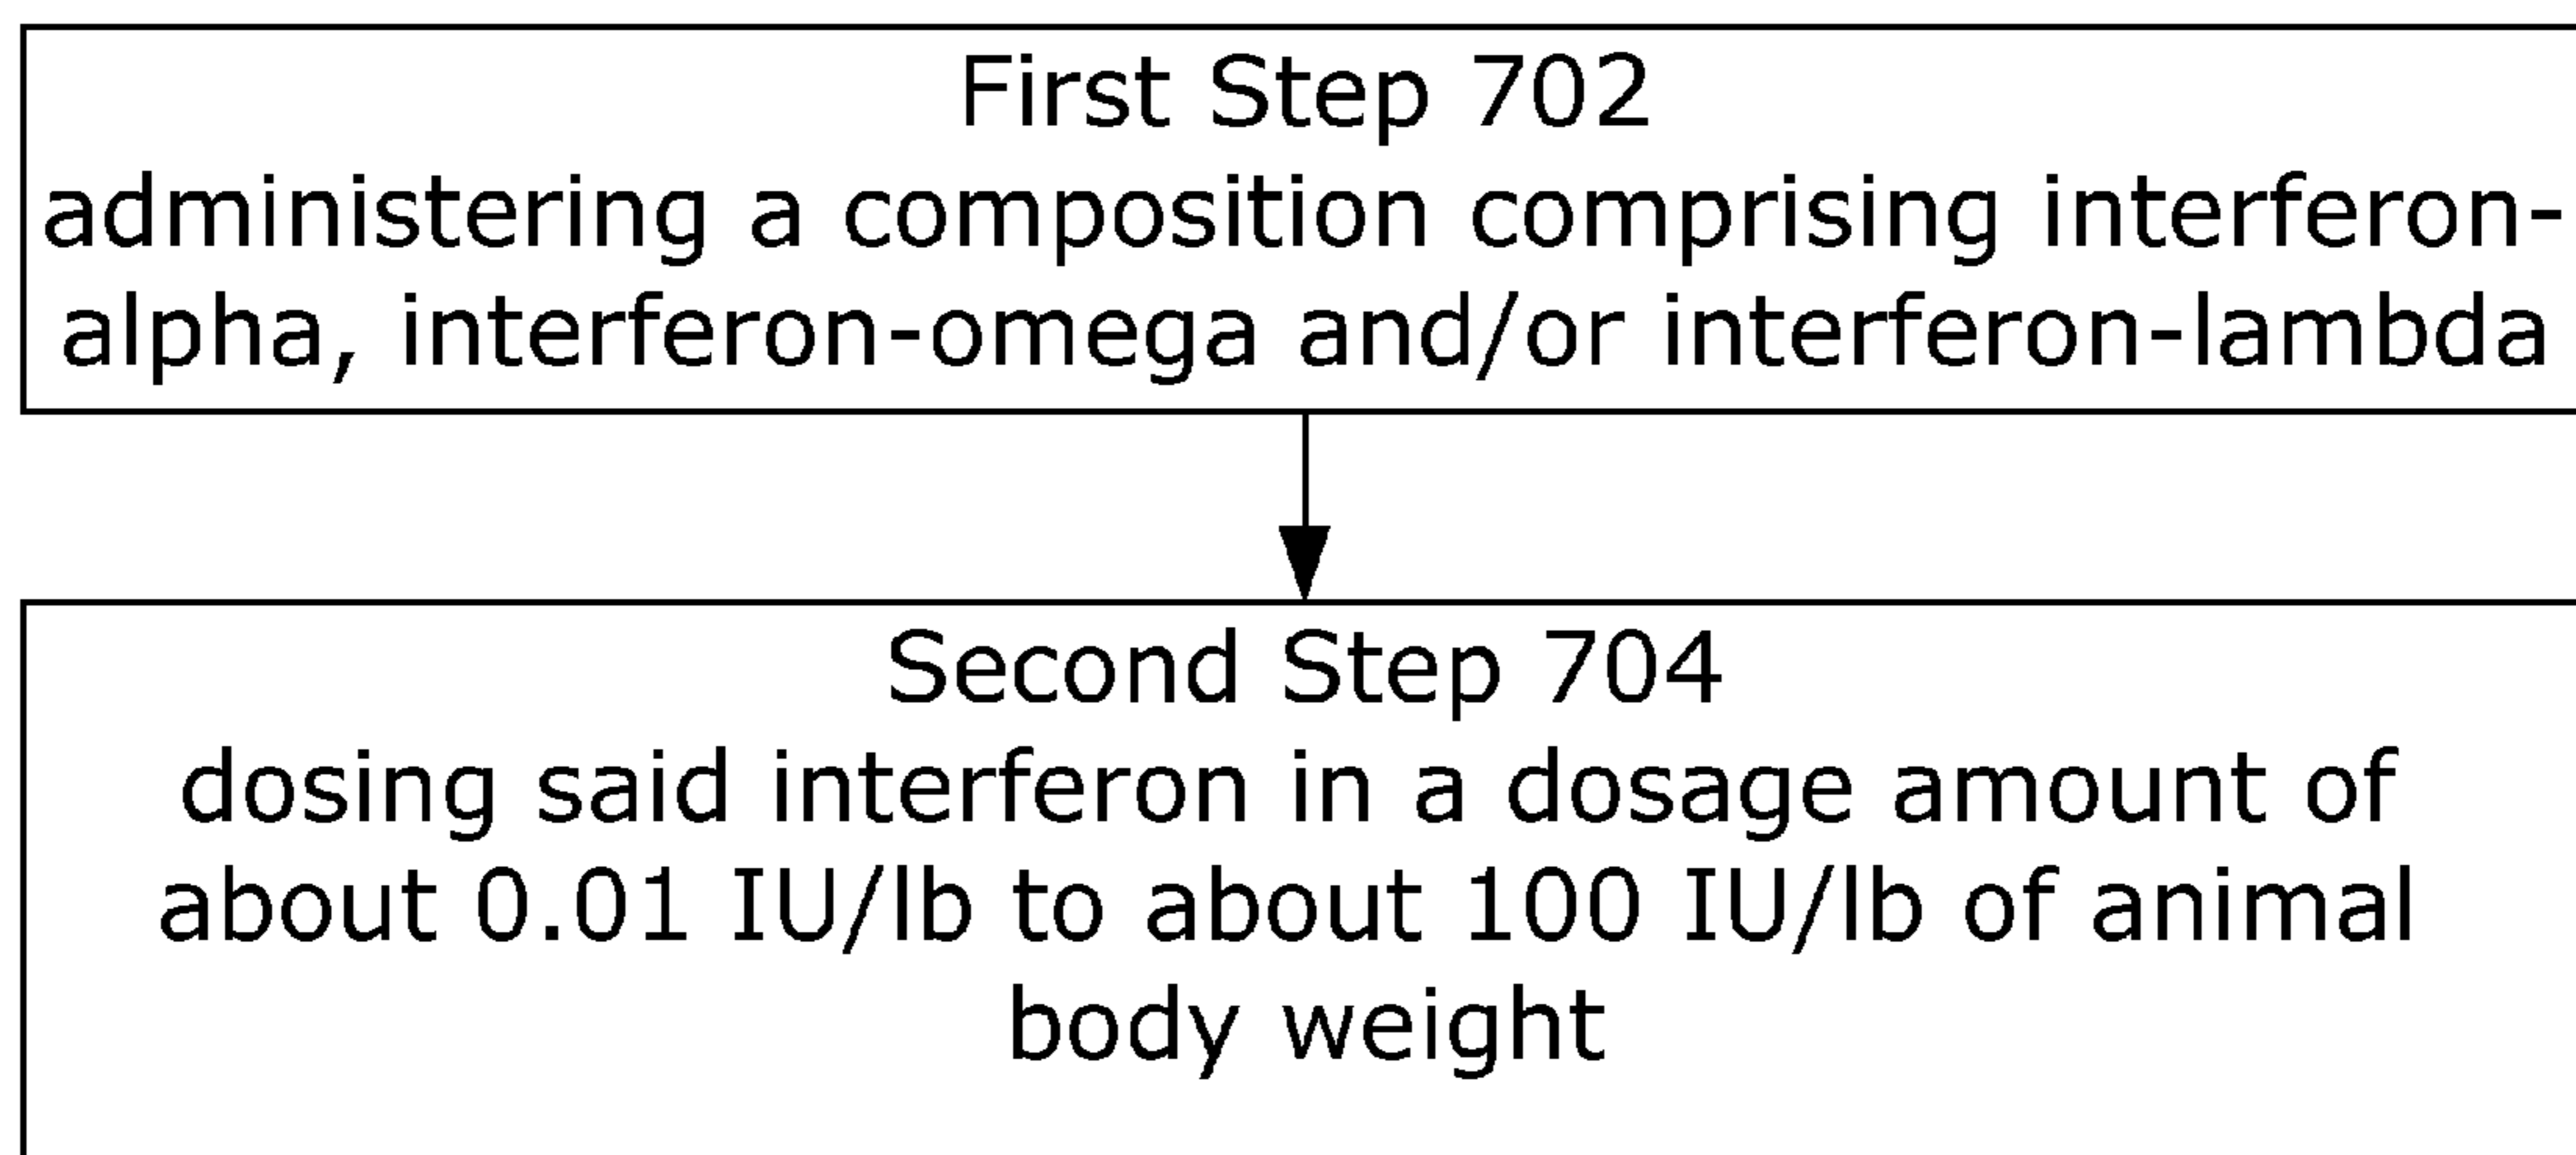 First Step 702
administering a composition comprising interferon-
alpha, interferon-omega and/or interferon-lambda
Second Step 704
dosing said interferon in a dosage amount of
about 0.01 IU/lb to about 100 IU/lb of animal
body weight